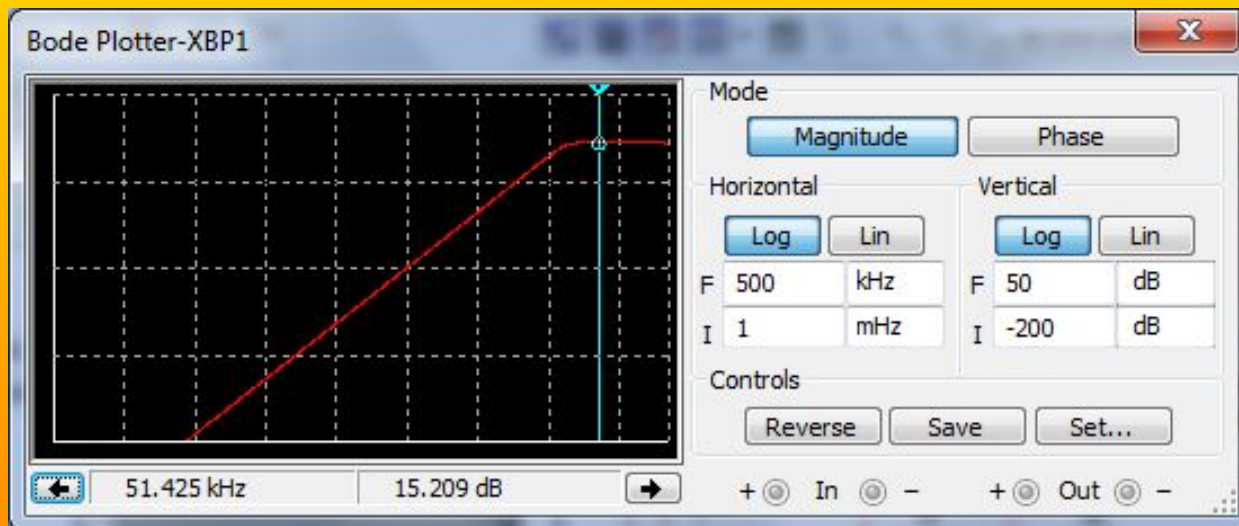 Bode Plotter-XBP1
X
Mode
Magnitude Phase
Horizontal Vertical
Log Lin Log Lin
F 500 kHz F 50 dB
I 1 mHz I -200 dB
Controls
Reverse Save Set...
51.425 kHz 15.209 dB + In - + Out -